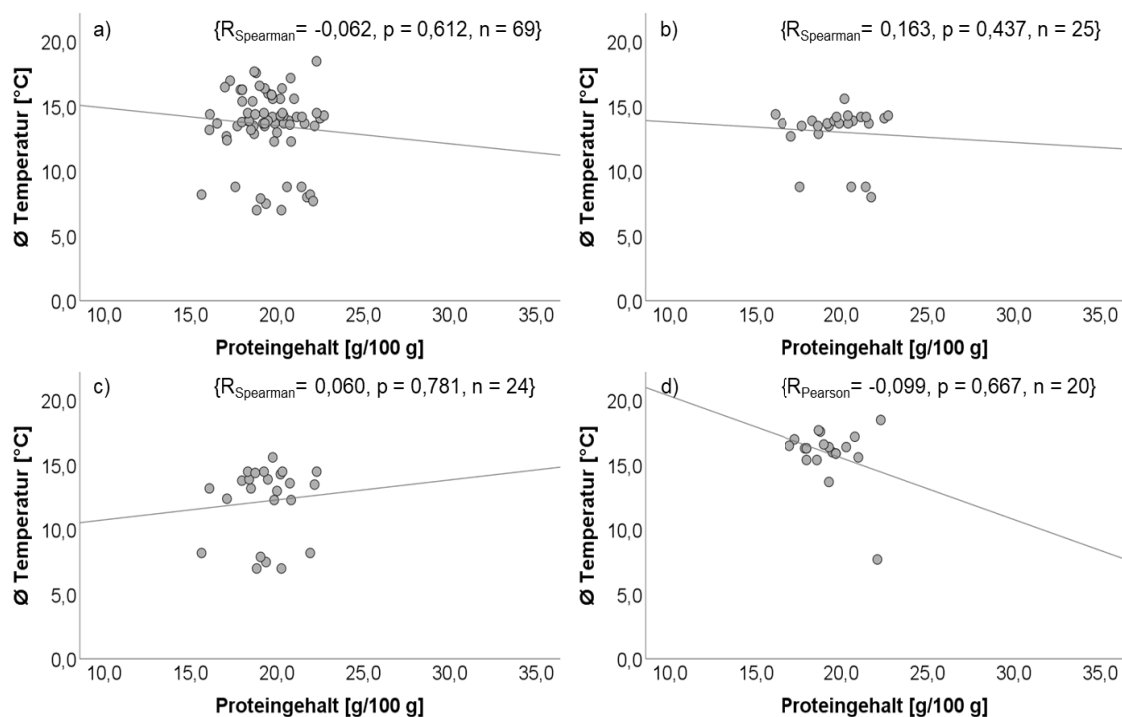 a) {R_Spearman= -0,062, p = 0,612, n = 69}
20,0
15,0
10,0
5,0
0,0
Ø Temperatur [°C]
10,0 15,0 20,0 25,0 30,0 35,0
Proteingehalt [g/100 g]
b) {R_Spearman= 0,163, p = 0,437, n = 25}
20,0
15,0
10,0
5,0
0,0
Ø Temperatur [°C]
10,0 15,0 20,0 25,0 30,0 35,0
Proteingehalt [g/100 g]
c) {R_Spearman= 0,060, p = 0,781, n = 24}
20,0
15,0
10,0
5,0
0,0
Ø Temperatur [°C]
10,0 15,0 20,0 25,0 30,0 35,0
Proteingehalt [g/100 g]
d) {R_Pearson= -0,099, p = 0,667, n = 20}
20,0
15,0
10,0
5,0
0,0
Ø Temperatur [°C]
10,0 15,0 20,0 25,0 30,0 35,0
Proteingehalt [g/100 g]